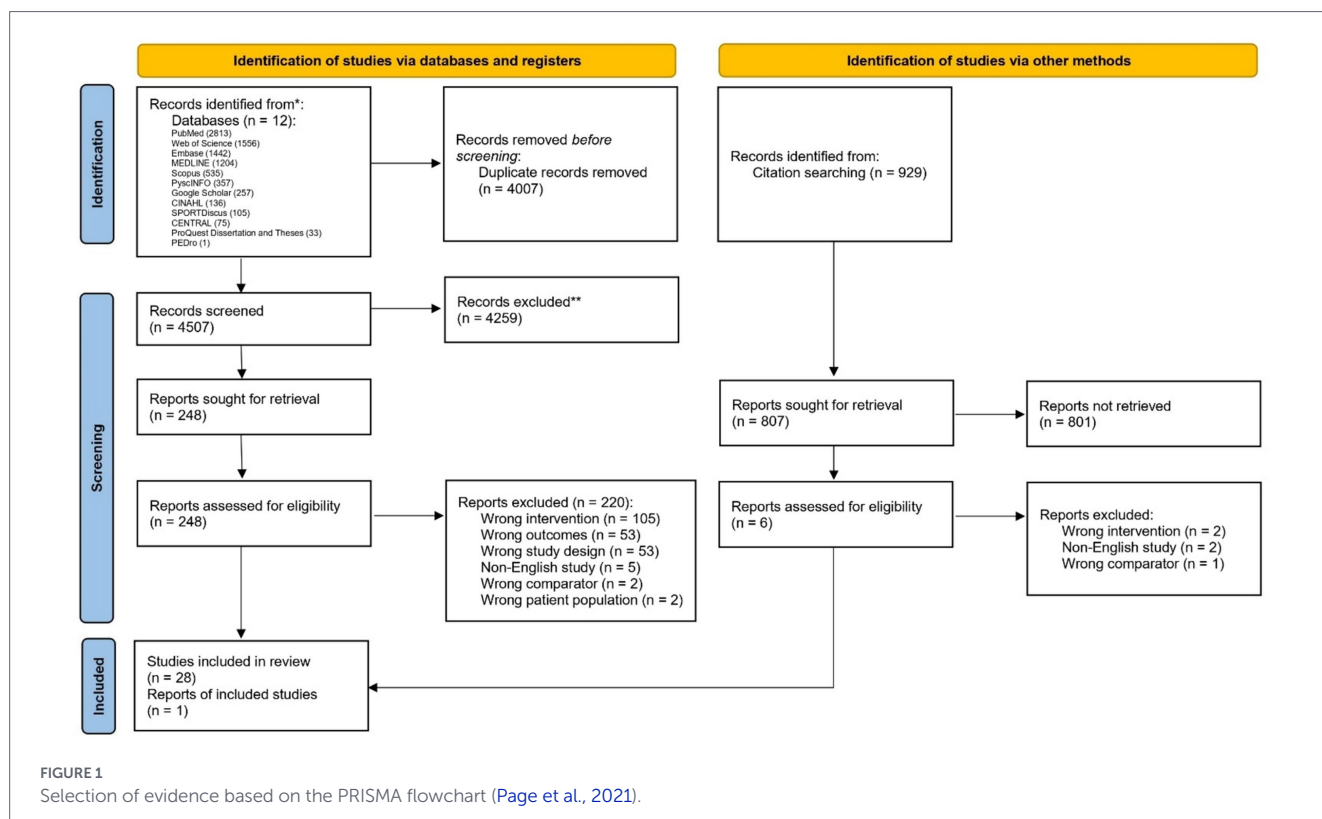 Identification of studies via databases and registers
Identification of studies via other methods
Identification
Records identified from*:
Databases (n = 12):
PubMed (2813)
Web of Science (1556)
Embase (1442)
MEDLINE (1204)
Scopus (535)
PyscINFO (357)
Google Scholar (257)
CINAHL (136)
SPORTDiscus (105)
CENTRAL (75)
ProQuest Dissertation and Theses (33)
PEDro (1)
Records removed before
screening:
Duplicate records removed
(n = 4007)
Records identified from:
Citation searching (n = 929)
Screening
Records screened
(n = 4507)
Records excluded**
(n = 4259)
Reports sought for retrieval
(n = 248)
Reports sought for retrieval
(n = 807)
Reports not retrieved
(n = 801)
Reports assessed for eligibility
(n = 248)
Reports excluded (n = 220):
Wrong intervention (n = 105)
Wrong outcomes (n = 53)
Wrong study design (n = 53)
Non-English study (n = 5)
Wrong comparator (n = 2)
Wrong patient population (n = 2)
Reports assessed for eligibility
(n = 6)
Reports excluded:
Wrong intervention (n = 2)
Non-English study (n = 2)
Wrong comparator (n = 1)
Included
Studies included in review
(n = 28)
Reports of included studies
(n = 1)
FIGURE 1
Selection of evidence based on the PRISMA flowchart (Page et al., 2021).